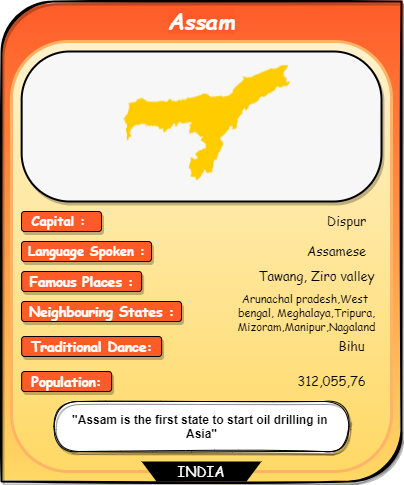 Assam
Capital : Dispur
Language Spoken : Assamese
Famous Places : Tawang, Ziro valley
Neighbouring States : Arunachal pradesh,West
bengal, Meghalaya,Tripura,
Mizoram,Manipur,Nagaland
Traditional Dance: Bihu
Population: 312,055,76
"Assam is the first state to start oil drilling in
Asia"
INDIA